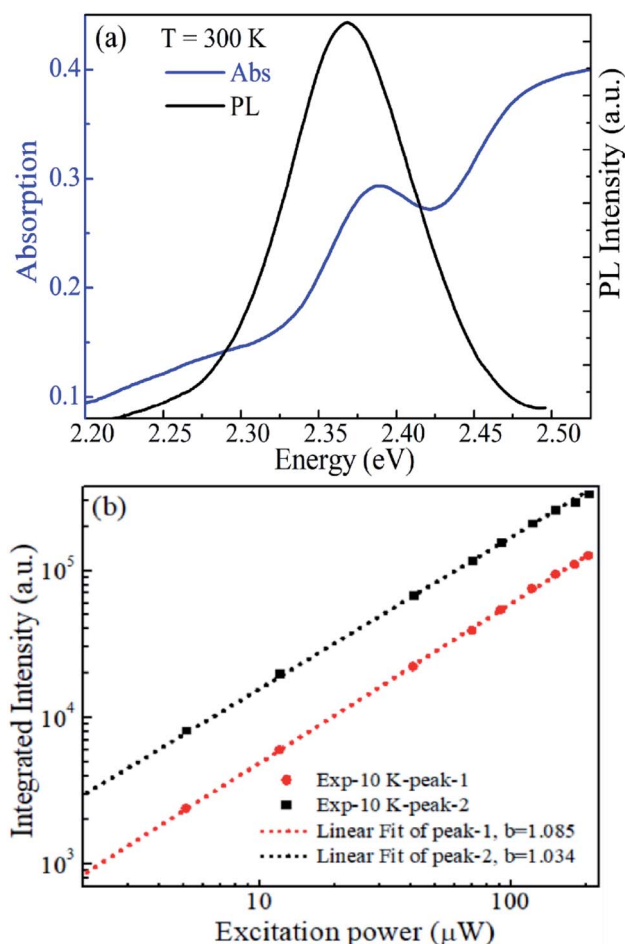 (a)
T = 300 K
Abs
PL
0.4
0.3
0.2
0.1
Absorption
PL Intensity (a.u.)
2.20 2.25 2.30 2.35 2.40 2.45 2.50
Energy (eV)
(b)
10^5
10^4
10^3
Integrated Intensity (a.u.)
Exp-10 K-peak-1
Exp-10 K-peak-2
Linear Fit of peak-1, b=1.085
Linear Fit of peak-2, b=1.034
10 100
Excitation power (μW)